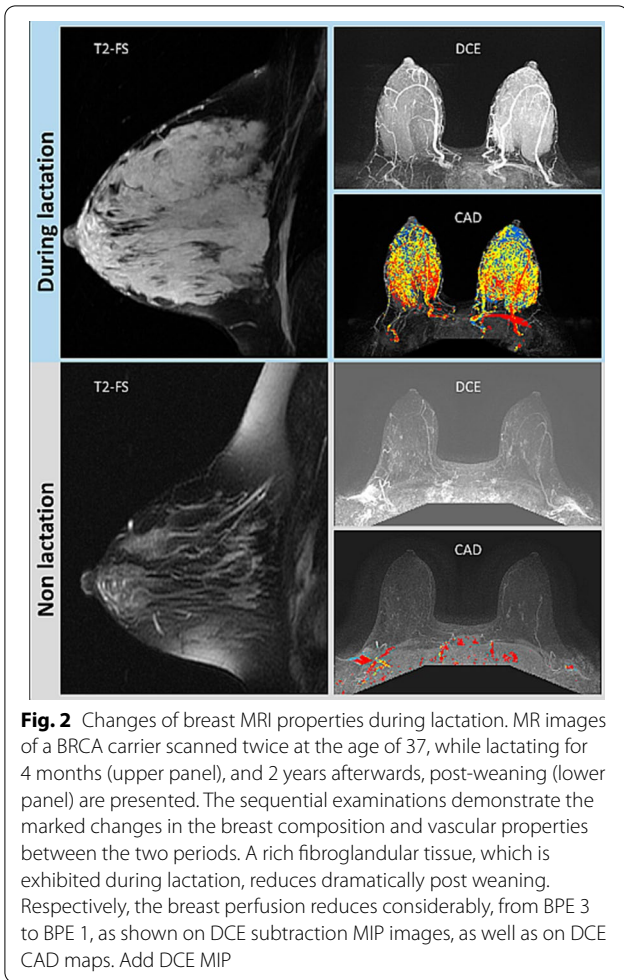 During lactation
T2-FS
DCE
CAD
Non lactation
T2-FS
DCE
CAD
Fig. 2 Changes of breast MRI properties during lactation. MR images
of a BRCA carrier scanned twice at the age of 37, while lactating for
4 months (upper panel), and 2 years afterwards, post-weaning (lower
panel) are presented. The sequential examinations demonstrate the
marked changes in the breast composition and vascular properties
between the two periods. A rich fibroglandular tissue, which is
exhibited during lactation, reduces dramatically post weaning.
Respectively, the breast perfusion reduces considerably, from BPE 3
to BPE 1, as shown on DCE subtraction MIP images, as well as on DCE
CAD maps. Add DCE MIP